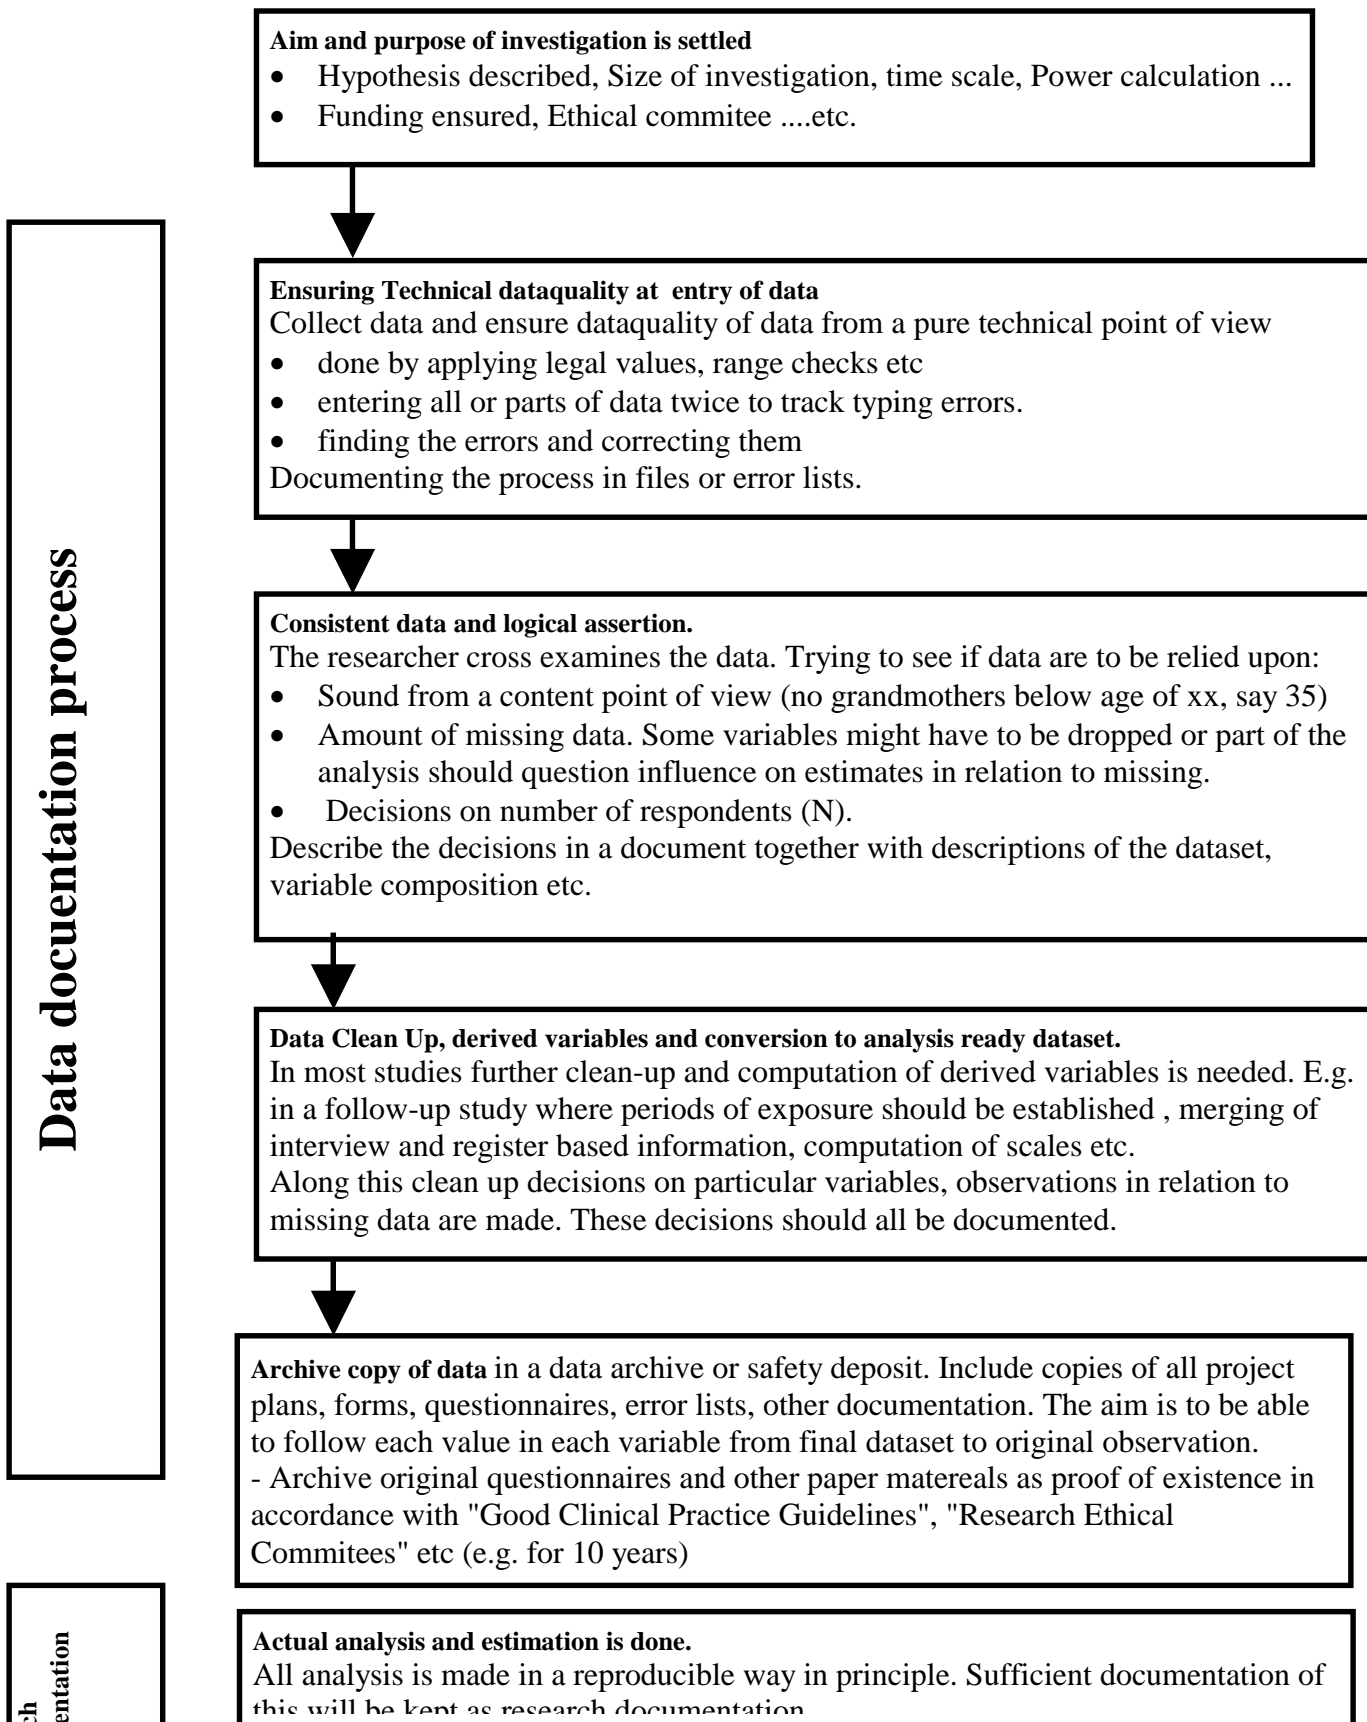 Aim and purpose of investigation is settled
• Hypothesis described, Size of investigation, time scale, Power calculation ...
• Funding ensured, Ethical commitee ....etc.
Data docuentation process
Ensuring Technical dataquality at entry of data
Collect data and ensure dataquality of data from a pure technical point of view
• done by applying legal values, range checks etc
• entering all or parts of data twice to track typing errors.
• finding the errors and correcting them
Documenting the process in files or error lists.
Consistent data and logical assertion.
The researcher cross examines the data. Trying to see if data are to be relied upon:
• Sound from a content point of view (no grandmothers below age of xx, say 35)
• Amount of missing data. Some variables might have to be dropped or part of the
analysis should question influence on estimates in relation to missing.
• Decisions on number of respondents (N).
Describe the decisions in a document together with descriptions of the dataset,
variable composition etc.
Data Clean Up, derived variables and conversion to analysis ready dataset.
In most studies further clean-up and computation of derived variables is needed. E.g.
in a follow-up study where periods of exposure should be established , merging of
interview and register based information, computation of scales etc.
Along this clean up decisions on particular variables, observations in relation to
missing data are made. These decisions should all be documented.
Archive copy of data in a data archive or safety deposit. Include copies of all project
plans, forms, questionnaires, error lists, other documentation. The aim is to be able
to follow each value in each variable from final dataset to original observation.
- Archive original questionnaires and other paper matereals as proof of existence in
accordance with "Good Clinical Practice Guidelines", "Research Ethical
Commitees" etc (e.g. for 10 years)
Actual analysis and estimation is done.
All analysis is made in a reproducible way in principle. Sufficient documentation of
this will be kept as research documentation